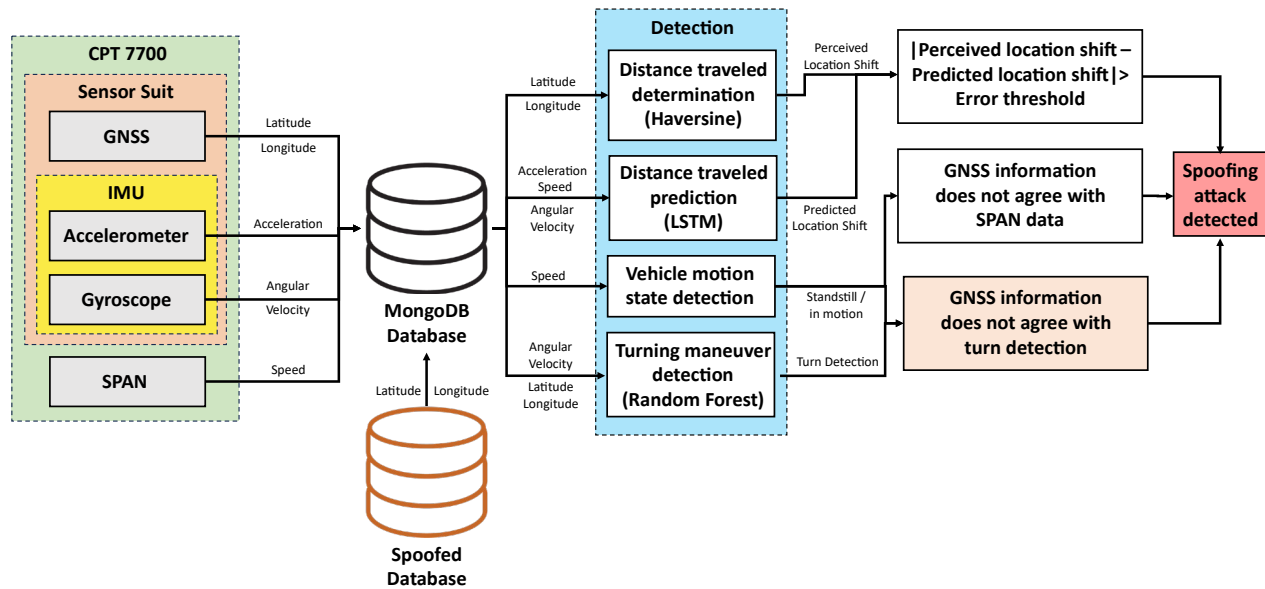 CPT 7700
Sensor Suit
GNSS
IMU
Accelerometer
Gyroscope
SPAN
Latitude
Longitude
Acceleration
Angular
Velocity
Speed
MongoDB
Database
Latitude
Longitude
Spoofed
Database
Latitude
Longitude
Acceleration
Speed
Angular
Velocity
Speed
Angular
Velocity
Latitude
Longitude
Detection
Distance traveled
determination
(Haversine)
Distance traveled
prediction
(LSTM)
Vehicle motion
state detection
Turning maneuver
detection
(Random Forest)
Perceived
Location Shift
Predicted
Location Shift
Standstill /
in motion
Turn Detection
|Perceived location shift –
Predicted location shift|>
Error threshold
GNSS information
does not agree with
SPAN data
GNSS information
does not agree with
turn detection
Spoofing
attack
detected